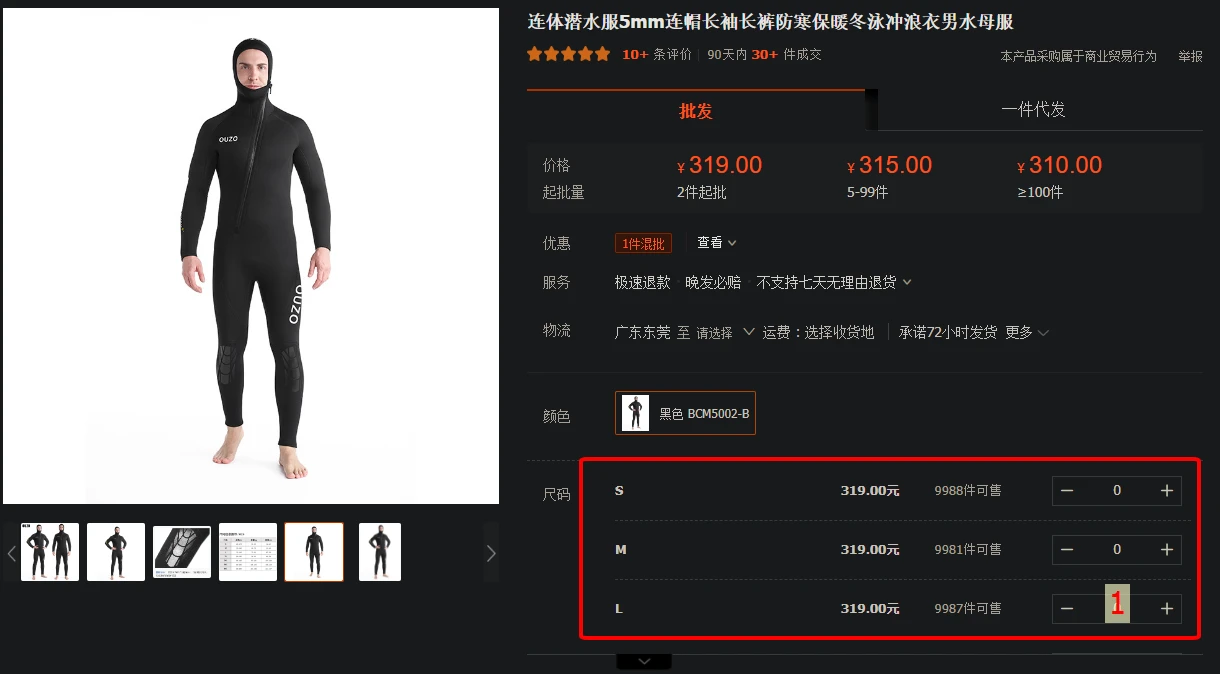 连体潜水服5mm连帽长袖长裤防寒保暖冬泳冲浪衣男水母服
10+ 条评价 90天内 30+ 件成交 本产品采购属于商业贸易行为 举报
批发 一件代发
价格 ¥319.00 ¥315.00 ¥310.00
起批量 2件起批 5-99件 ≥100件
优惠 1件混批 查看
服务 极速退款 · 晚发必赔 · 不支持七天无理由退货
物流 广东东莞 至 请选择 运费：选择收货地 承诺72小时发货 更多
颜色 黑色 BCM5002-B
尺码 S 319.00元 9988件可售 − 0 +
M 319.00元 9981件可售 − 0 +
L 319.00元 9987件可售 − 1 +
OUZO
OUZO